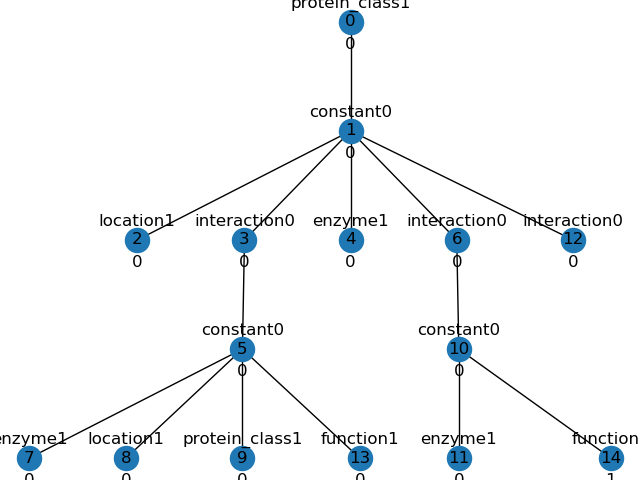 protein_class1
0
0
constant0
1
0
location1 interaction0 enzyme1 interaction0 interaction0
2 3 4 6 12
0 0 0 0 0
constant0 constant0
5 10
0 0
enzyme1 location1 protein_class1 function1 enzyme1 function
7 8 9 13 11 14
0 0 0 0 0 1